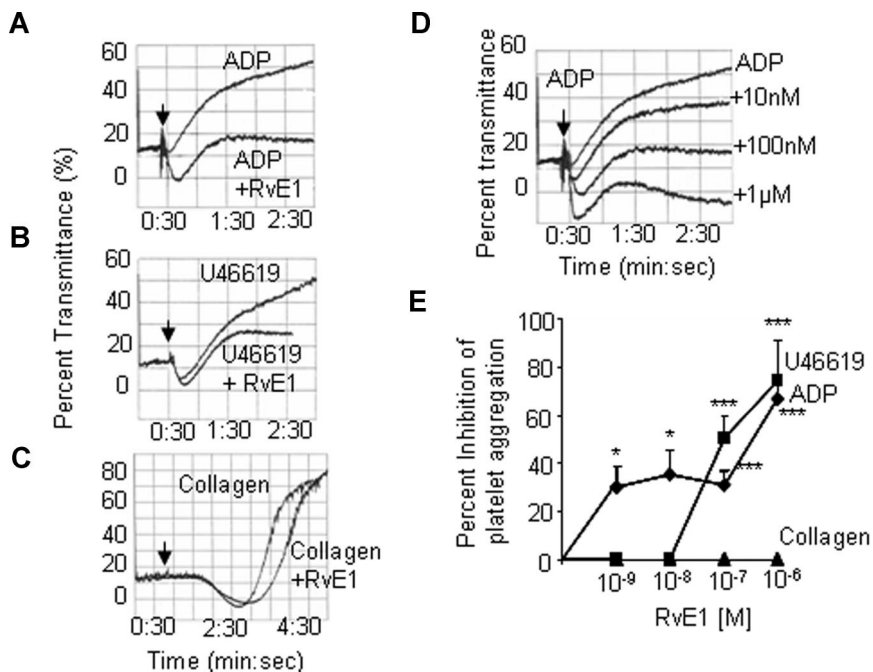 A
Percent Transmittance (%)
60
40
20
0
ADP
ADP
+RvE1
0:30 1:30 2:30
B
60
40
20
0
U46619
U46619
+ RvE1
0:30 1:30 2:30
C
80
60
40
20
0
Collagen
Collagen
+RvE1
0:30 2:30 4:30
Time (min:sec)
D
Percent transmittance
60
40
20
0
ADP
ADP
+10nM
+100nM
+1µM
0:30 1:30 2:30
Time (min:sec)
E
Percent Inhibition of
platelet aggregation
100
80
60
40
20
0
*
*
***
***
***
***
U46619
ADP
Collagen
10-9 10-8 10-7 10-6
RvE1 [M]